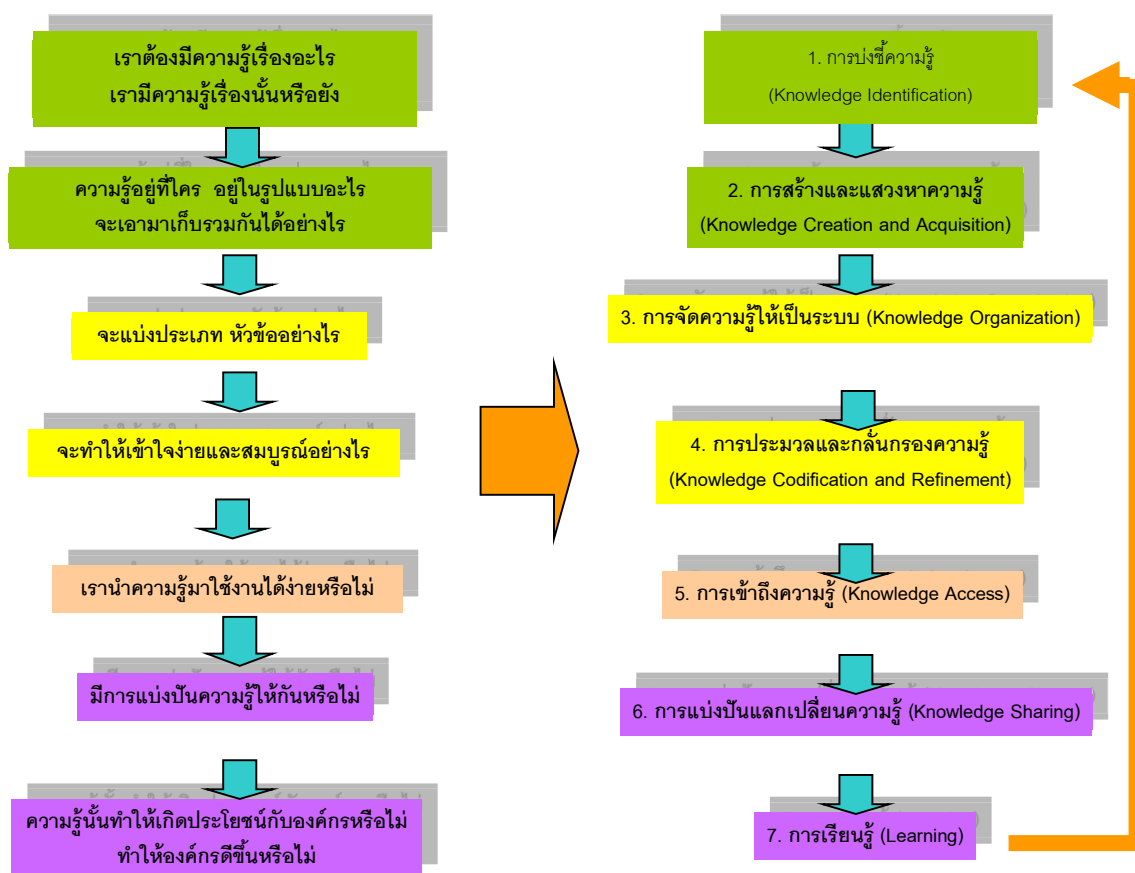 เราต้องมีความรู้เรื่องอะไร
เรามีความรู้เรื่องนั้นหรือยัง
ความรู้อยู่ที่ใคร อยู่ในรูปแบบอะไร
จะเอามาเก็บรวมกันได้อย่างไร
จะแบ่งประเภท หัวข้ออย่างไร
จะทำให้เข้าใจง่ายและสมบูรณ์อย่างไร
เรานำความรู้มาใช้งานได้ง่ายหรือไม่
มีการแบ่งปันความรู้ให้กันหรือไม่
ความรู้นั้นทำให้เกิดประโยชน์กับองค์กรหรือไม่
ทำให้องค์กรดีขึ้นหรือไม่
1. การบ่งชี้ความรู้
(Knowledge Identification)
2. การสร้างและแสวงหาความรู้
(Knowledge Creation and Acquisition)
3. การจัดความรู้ให้เป็นระบบ (Knowledge Organization)
4. การประมวลและกลั่นกรองความรู้
(Knowledge Codification and Refinement)
5. การเข้าถึงความรู้ (Knowledge Access)
6. การแบ่งปันแลกเปลี่ยนความรู้ (Knowledge Sharing)
7. การเรียนรู้ (Learning)